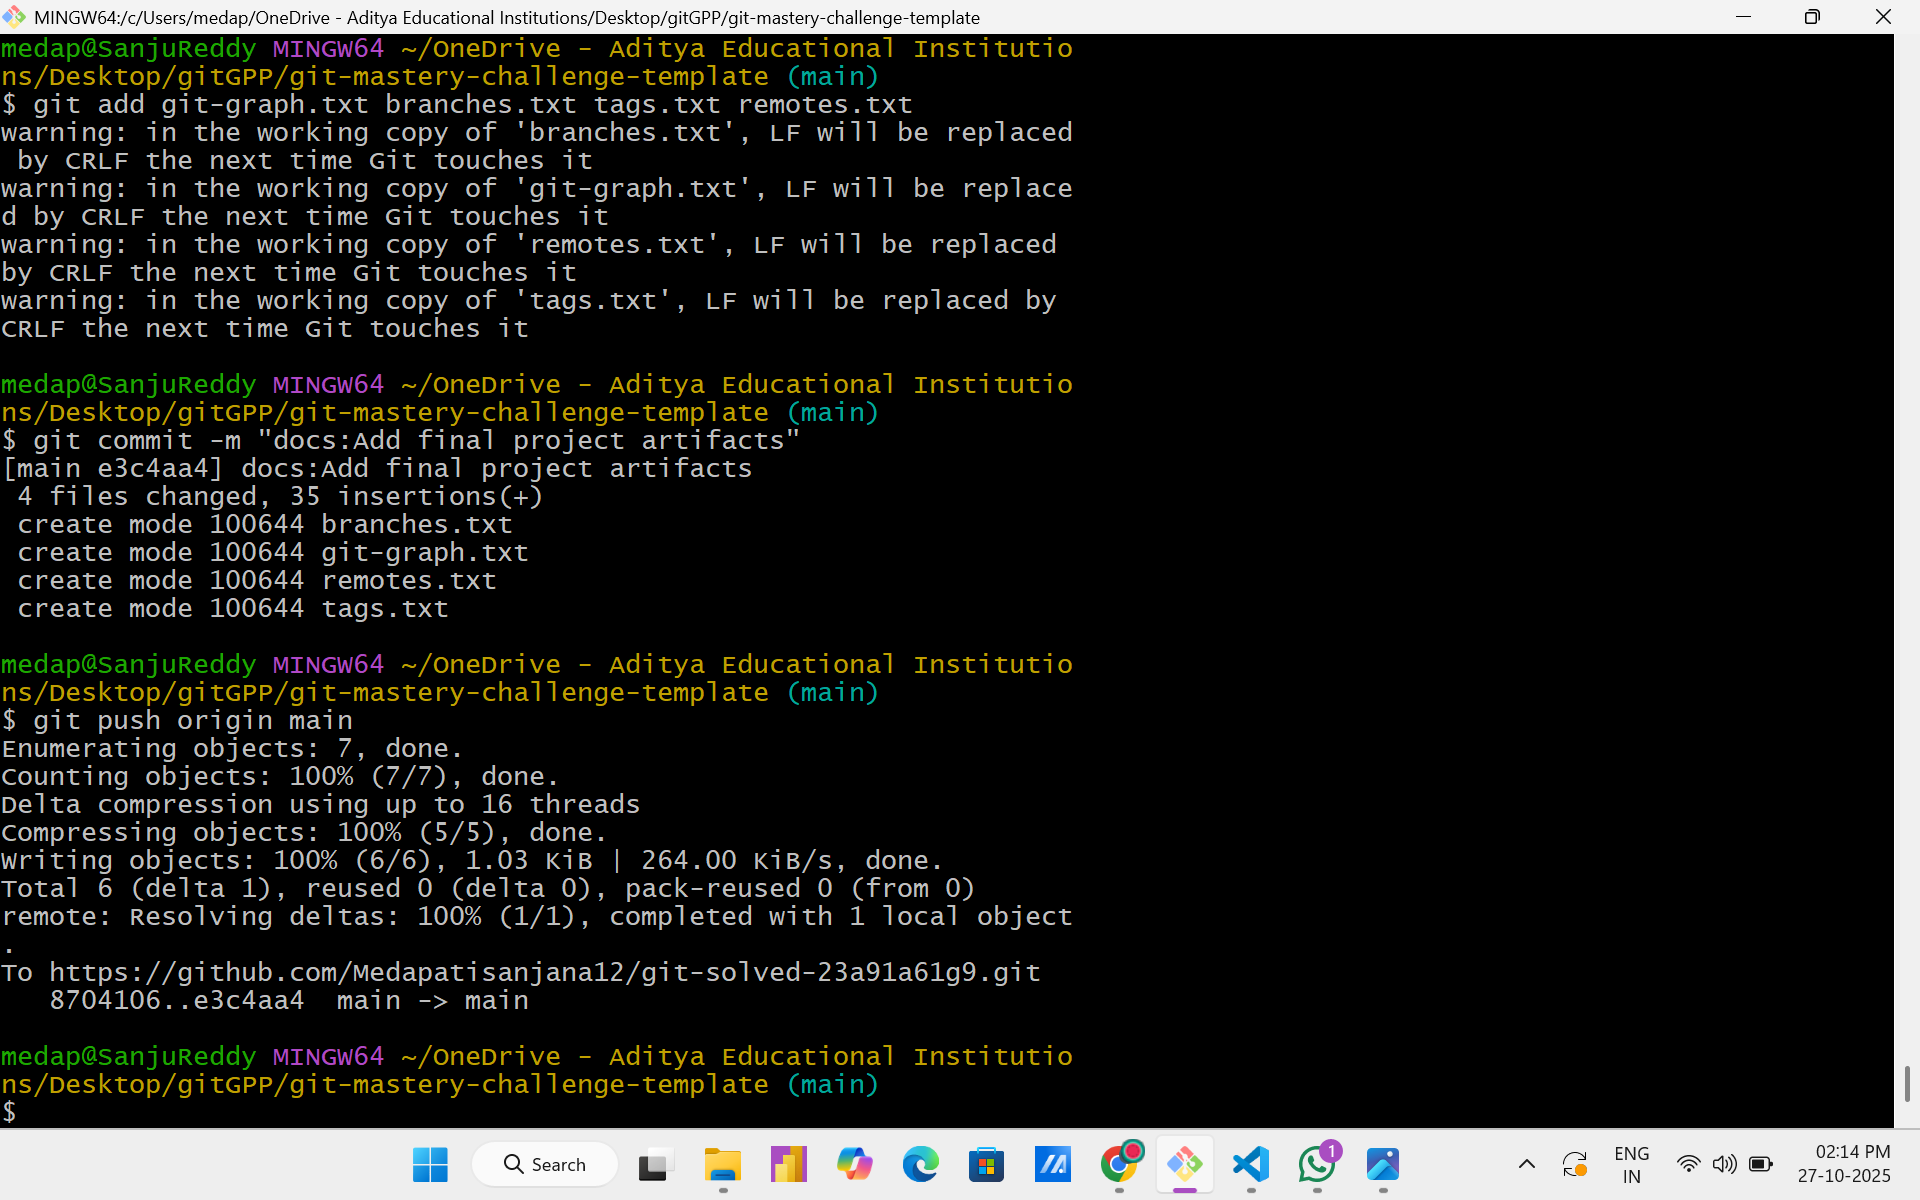 MINGW64:/c/Users/medap/OneDrive - Aditya Educational Institutions/Desktop/gitGPP/git-mastery-challenge-template
medap@SanjuReddy MINGW64 ~/OneDrive - Aditya Educational Institutio
ns/Desktop/gitGPP/git-mastery-challenge-template (main)
$ git add git-graph.txt branches.txt tags.txt remotes.txt
warning: in the working copy of 'branches.txt', LF will be replaced
 by CRLF the next time Git touches it
warning: in the working copy of 'git-graph.txt', LF will be replace
d by CRLF the next time Git touches it
warning: in the working copy of 'remotes.txt', LF will be replaced
by CRLF the next time Git touches it
warning: in the working copy of 'tags.txt', LF will be replaced by
CRLF the next time Git touches it
medap@SanjuReddy MINGW64 ~/OneDrive - Aditya Educational Institutio
ns/Desktop/gitGPP/git-mastery-challenge-template (main)
$ git commit -m "docs:Add final project artifacts"
[main e3c4aa4] docs:Add final project artifacts
 4 files changed, 35 insertions(+)
 create mode 100644 branches.txt
 create mode 100644 git-graph.txt
 create mode 100644 remotes.txt
 create mode 100644 tags.txt
medap@SanjuReddy MINGW64 ~/OneDrive - Aditya Educational Institutio
ns/Desktop/gitGPP/git-mastery-challenge-template (main)
$ git push origin main
Enumerating objects: 7, done.
Counting objects: 100% (7/7), done.
Delta compression using up to 16 threads
Compressing objects: 100% (5/5), done.
Writing objects: 100% (6/6), 1.03 KiB | 264.00 KiB/s, done.
Total 6 (delta 1), reused 0 (delta 0), pack-reused 0 (from 0)
remote: Resolving deltas: 100% (1/1), completed with 1 local object
.
To https://github.com/Medapatisanjana12/git-solved-23a91a61g9.git
   8704106..e3c4aa4  main -> main
medap@SanjuReddy MINGW64 ~/OneDrive - Aditya Educational Institutio
ns/Desktop/gitGPP/git-mastery-challenge-template (main)
$
Search
1
ENG
IN
02:14 PM
27-10-2025